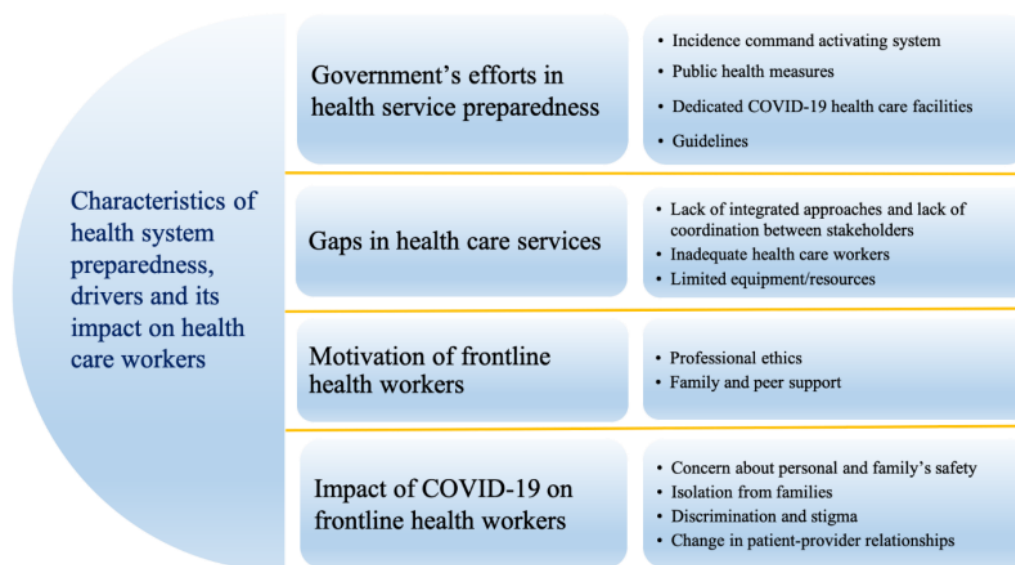 Characteristics of
health system
preparedness,
drivers and its
impact on health
care workers
Government’s efforts in
health service preparedness
• Incidence command activating system
• Public health measures
• Dedicated COVID-19 health care facilities
• Guidelines
Gaps in health care services
• Lack of integrated approaches and lack of
coordination between stakeholders
• Inadequate health care workers
• Limited equipment/resources
Motivation of frontline
health workers
• Professional ethics
• Family and peer support
Impact of COVID-19 on
frontline health workers
• Concern about personal and family’s safety
• Isolation from families
• Discrimination and stigma
• Change in patient-provider relationships